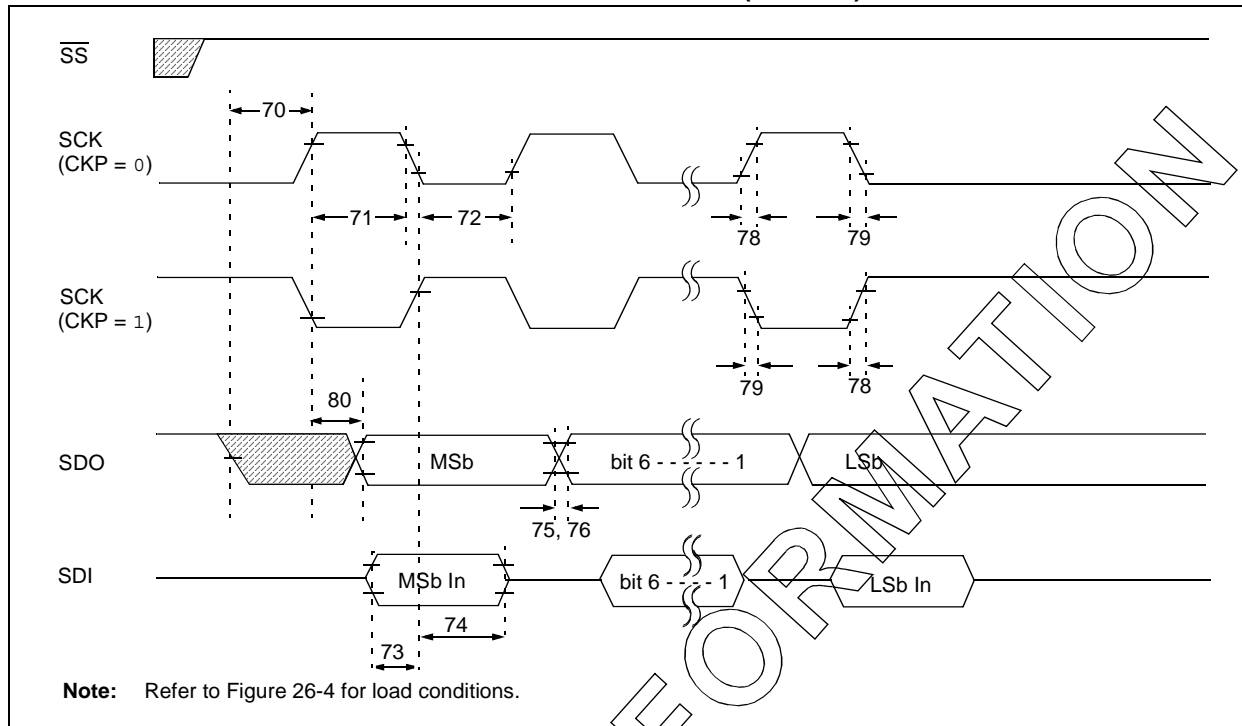 SS
70
SCK
(CKP = 0)
71
72
78
79
SCK
(CKP = 1)
79
78
80
SDO
MSb
bit 6 - - - - - - 1
LSb
75, 76
SDI
MSb In
bit 6 - - - - - 1
LSb In
74
73
Note: Refer to Figure 26-4 for load conditions.
FORMATION